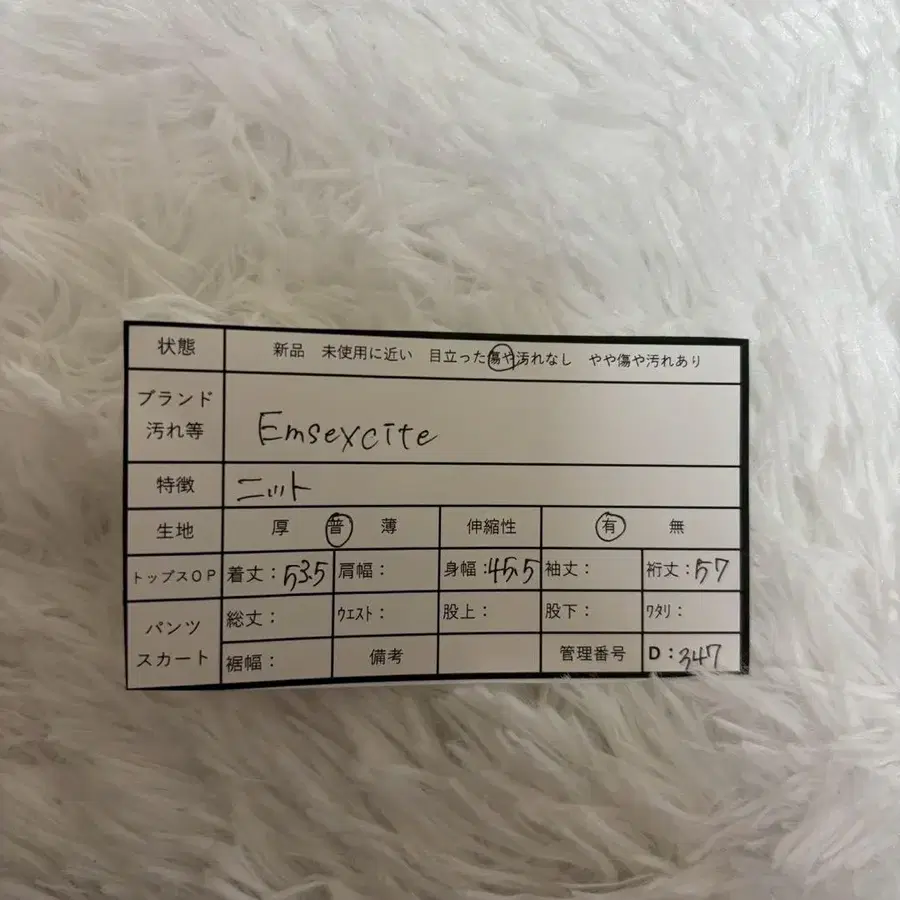 状態 新品 未使用に近い 目立った傷や汚れなし やや傷や汚れあり
ブランド
汚れ等
Emsexcite
特徴 ニット
生地 厚 普 薄 伸縮性 有 無
トップスOP 着丈：53.5 肩幅： 身幅：45.5 袖丈： 裄丈：57
パンツ
スカート
総丈： ウエスト： 股上： 股下： ワタリ：
裾幅： 備考 管理番号 D：347